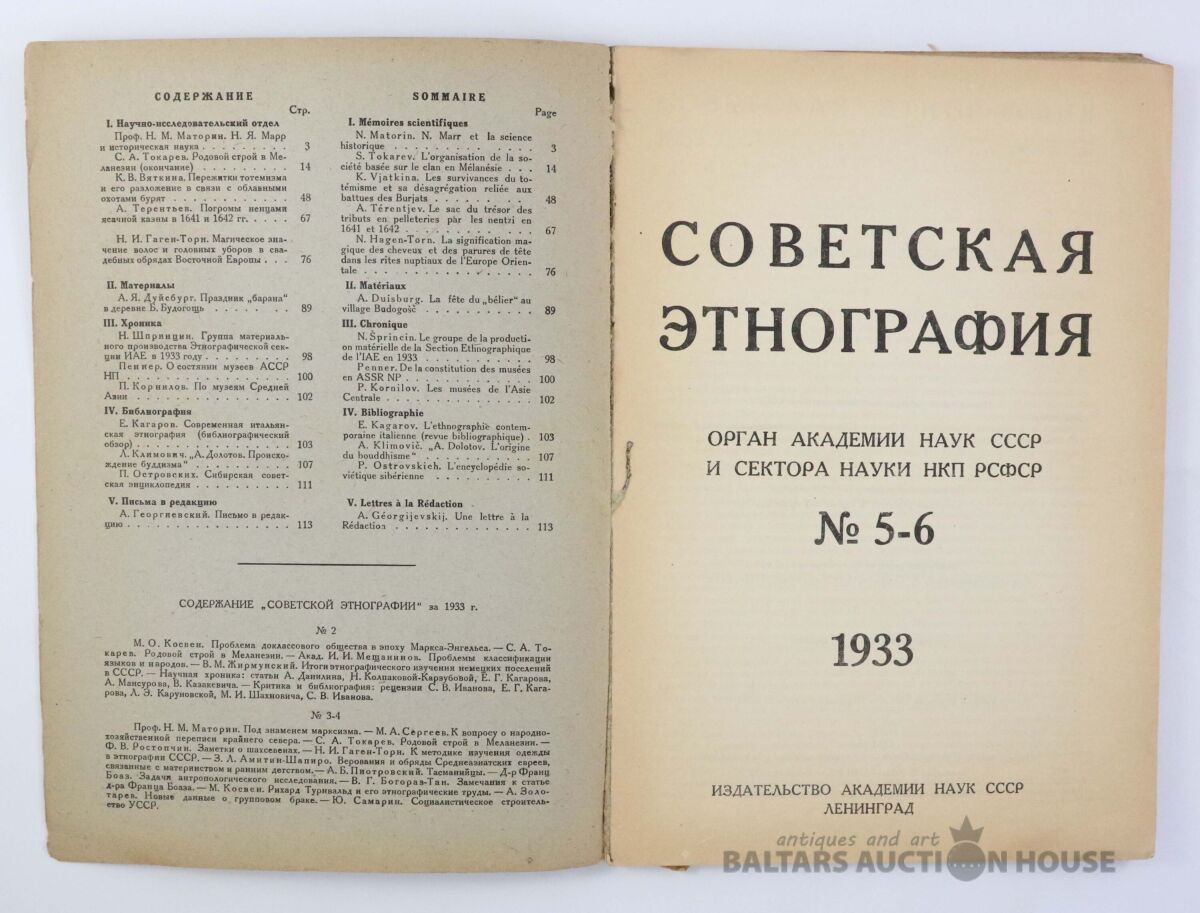 СОДЕРЖАНИЕ
Стр.
I. Научно-исследовательский отдел
Проф. Н. М. Маторин. Н. Я. Марр
и историческая наука . . . . . . . . . 3
С. А. Токарев. Родовой строй в Ме-
ланезии (окончание) . . . . . . . . . 14
К. В. Вяткина. Пережитки тотемизма
и его разложение в связи с облавными
охотами бурят . . . . . . . . . . . . 48
А. Терентьев. Погромы ненцами
ясачной казны в 1641 и 1642 гг. . . . . 67
Н. И. Гаген-Торн. Магическое зна-
чение волос и головных уборов в сва-
дебных обрядах Восточной Европы . . . 76
II. Материалы
А. Я. Дуйсбург. Праздник „барана“
в деревне Б. Будогощь . . . . . . . . 89
III. Хроника
Н. Шпринцин. Группа материаль-
ного производства Этнографической сек-
ции ИАЕ в 1933 году . . . . . . . . . 98
Пеннер. О состоянии музеев АССР
НП . . . . . . . . . . . . . . . . . 100
П. Корнилов. По музеям Средней
Азии . . . . . . . . . . . . . . . . 102
IV. Библиография
Е. Кагаров. Современная итальян-
ская этнография (библиографический
обзор) . . . . . . . . . . . . . . . 103
Л. Климович. „А. Долотов. Происхо-
ждение буддизма“ . . . . . . . . . . 107
П. Островских. Сибирская совет-
ская энциклопедия . . . . . . . . . . 111
V. Письма в редакцию
А. Георгиевский. Письмо в редак-
цию . . . . . . . . . . . . . . . . . 113
SOMMAIRE
Page
I. Mémoires scientifiques
N. Matorin. N. Marr et la science
historique . . . . . . . . . . . . . 3
S. Tokarev. L'organisation de la so-
ciété basée sur le clan en Mélanésie . . . 14
K. Vjatkina. Les survivances du to-
témisme et sa désagrégation reliée aux
battues des Burjats . . . . . . . . . 48
A. Térentjev. Le sac du trésor des
tributs en pelleteries par les nentzi en
1641 et 1642 . . . . . . . . . . . . 67
N. Hagen-Torn. La signification ma-
gique des cheveux et des parures de tête
dans les rites nuptiaux de l'Europe Orien-
tale . . . . . . . . . . . . . . . . 76
II. Matériaux
A. Duisburg. La fête du „bélier“ au
village Budogošč . . . . . . . . . . 89
III. Chronique
N. Šprincin. Le groupe de la producti-
on matérielle de la Section Ethnographique
de l'IAE en 1933 . . . . . . . . . . 98
Penner. De la constitution des musées
en ASSR NP . . . . . . . . . . . . . 100
P. Kornilov. Les musées de l'Asie
Centrale . . . . . . . . . . . . . . 102
IV. Bibliographie
E. Kagarov. L'ethnographie contem-
poraine italienne (revue bibliographique) . 103
A. Klimovič. „A. Dolotov. L'origine
du bouddhisme“ . . . . . . . . . . . 107
P. Ostrovskich. L'encyclopédie so-
viétique sibérienne . . . . . . . . . 111
V. Lettres à la Rédaction
A. Géorgijevskij. Une lettre à la
Rédaction . . . . . . . . . . . . . . 113
СОДЕРЖАНИЕ „СОВЕТСКОЙ ЭТНОГРАФИИ“ за 1933 г.
№ 2
М. О. Косвен. Проблема доклассового общества в эпоху Маркса-Энгельса. — С. А. То-
карев. Родовой строй в Меланезии. — Акад. И. И. Мещанинов. Проблемы классификации
языков и народов. — В. М. Жирмунский. Итоги этнографического изучения немецких поселений
в СССР. — Научная хроника: статьи А. Данилина, Н. Колпаковой-Карзубовой, Е. Г. Кагарова,
А. Мансурова, В. Казакевича. — Критика и библиография: рецензии С. В. Иванова, Е. Г. Кага-
рова, Л. Э. Каруновской, М. И. Шахновича, С. В. Иванова.
№ 3-4
Проф. Н. М. Маторин. Под знаменем марксизма. — М. А. Сергеев. К вопросу о народно-
хозяйственной переписи крайнего севера. — С. А. Токарев. Родовой строй в Меланезии. —
Ф. В. Ростопчин. Заметки о шахсевенах. — Н. И. Гаген-Торн. К методике изучения одежды
в этнографии СССР. — З. Л. Амитин-Шапиро. Верования и обряды Среднеазиатских евреев,
связанные с материнством и ранним детством. — А. Б. Пиотровский. Тасманийцы. — Д-р Франц
Боаз. Задачи антропологического исследования. — В. Г. Богораз-Тан. Замечания к статье
д-ра Франца Боаза. — М. Косвен. Рихард Турнвальд и его этнографические труды. — А. Золо-
тарев. Новые данные о групповом браке. — Ю. Самарин. Социалистическое строитель-
ство УССР.
СОВЕТСКАЯ
ЭТНОГРАФИЯ
ОРГАН АКАДЕМИИ НАУК СССР
И СЕКТОРА НАУКИ НКП РСФСР
№ 5-6
1933
ИЗДАТЕЛЬСТВО АКАДЕМИИ НАУК СССР
ЛЕНИНГРАД
antiques and art
BALTARS AUCTION HOUSE